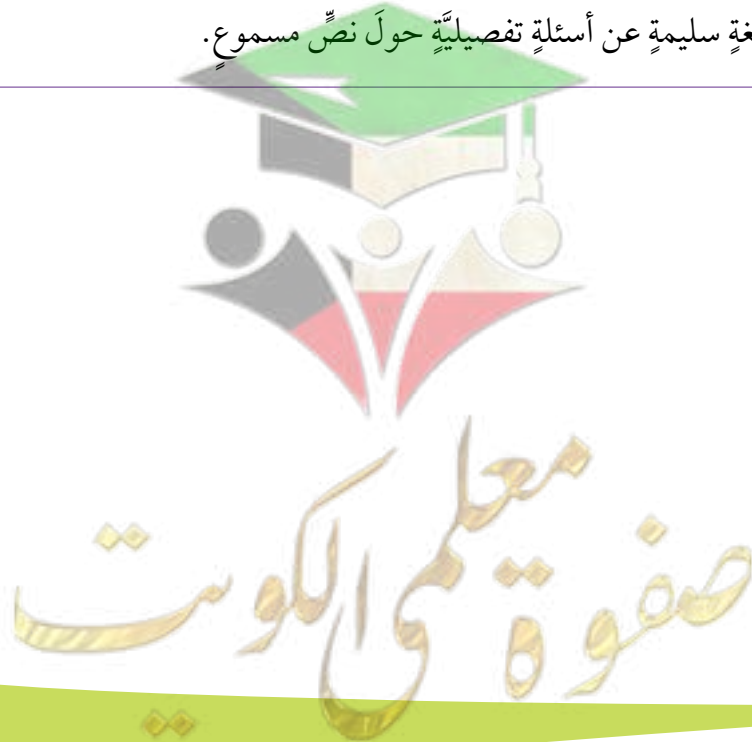 سليمةٍ عن أسئلةٍ تفصيليَّةٍ حولَ نصٍّ مسموعٍ.
صفوة معلمي الكويت